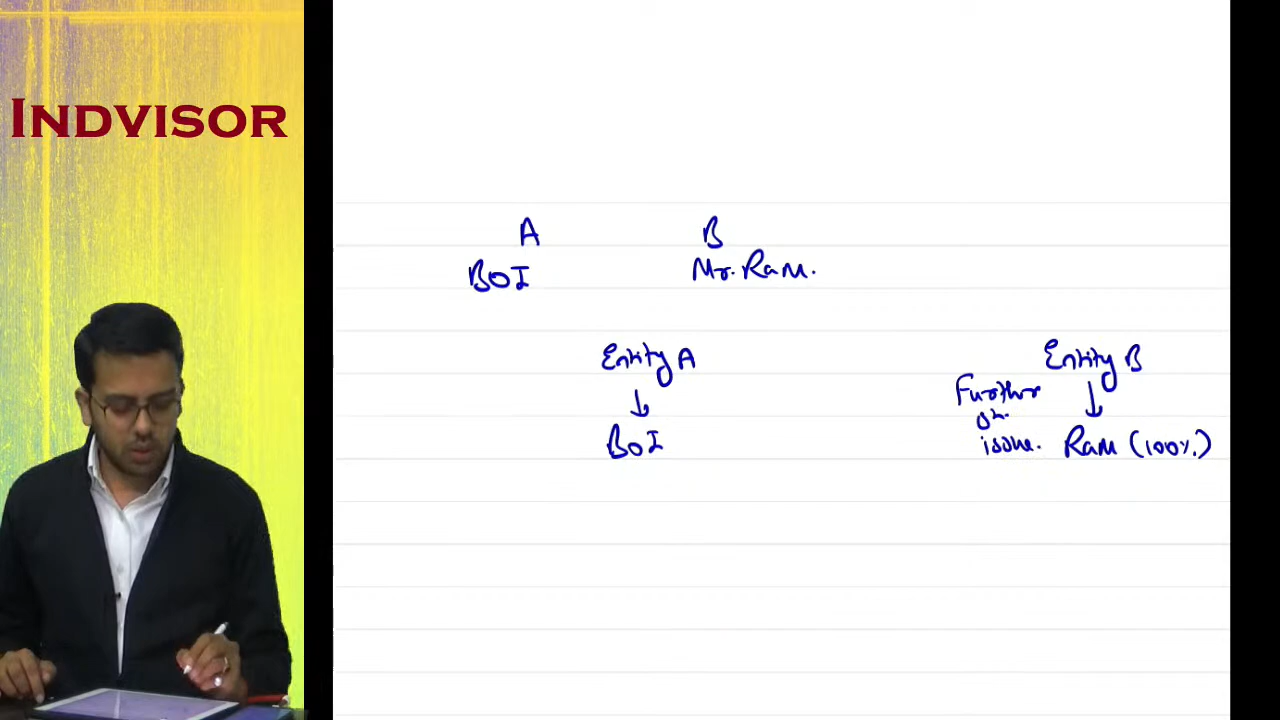 INDVISOR
A B
BOI Mr. Ram.
Entity A Entity B
↓ Further ↓
BOI issue. Ram (100%)